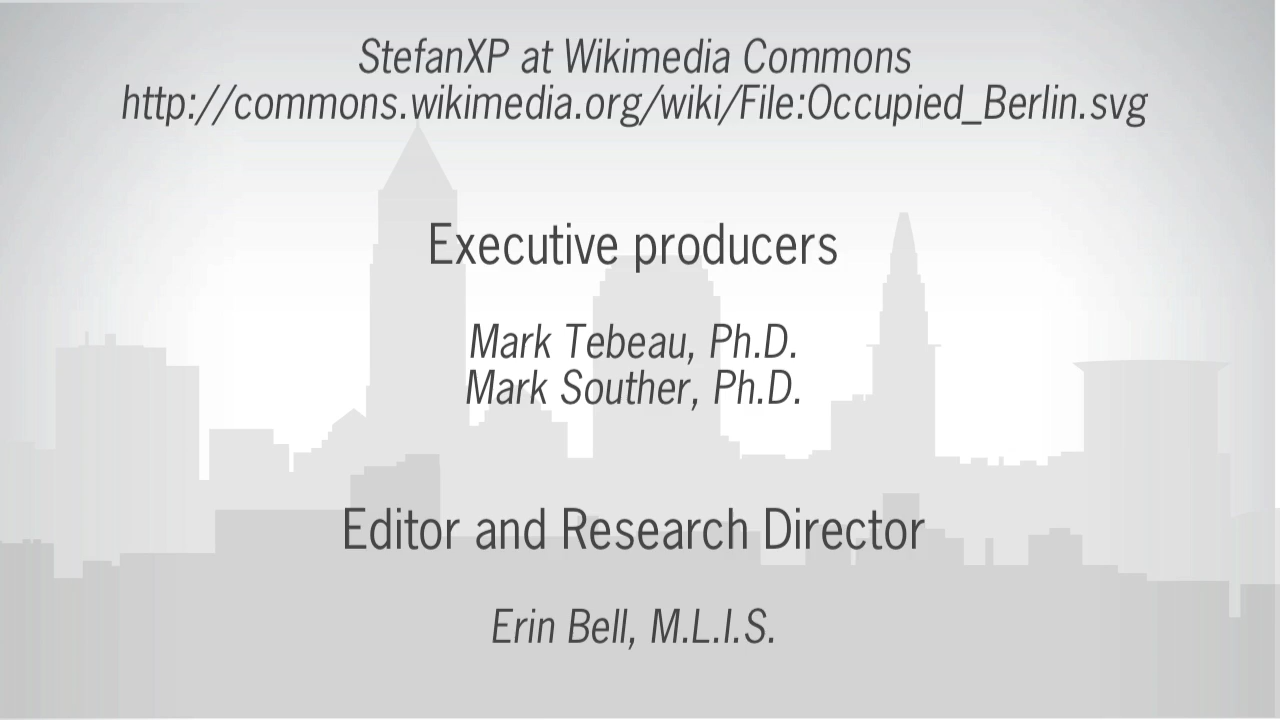 StefanXP at Wikimedia Commons
http://commons.wikimedia.org/wiki/File:Occupied_Berlin.svg
Executive producers
Mark Tebeau, Ph.D.
Mark Souther, Ph.D.
Editor and Research Director
Erin Bell, M.L.I.S.